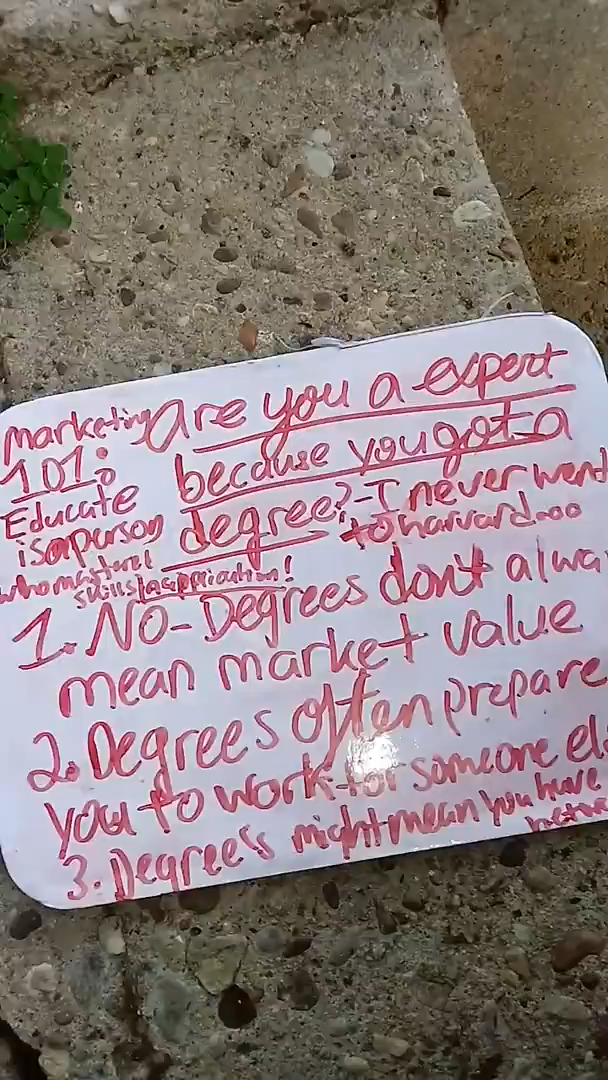 Marketing
101:
Educate
is a person
who mastered
skills/application!
Are you a expert
because you got a
degree?-I never went
to harvard...
1. No-Degrees don't alwa
mean market value
2. Degrees often prepare
you to work for someone el
3. Degree's might mean you have